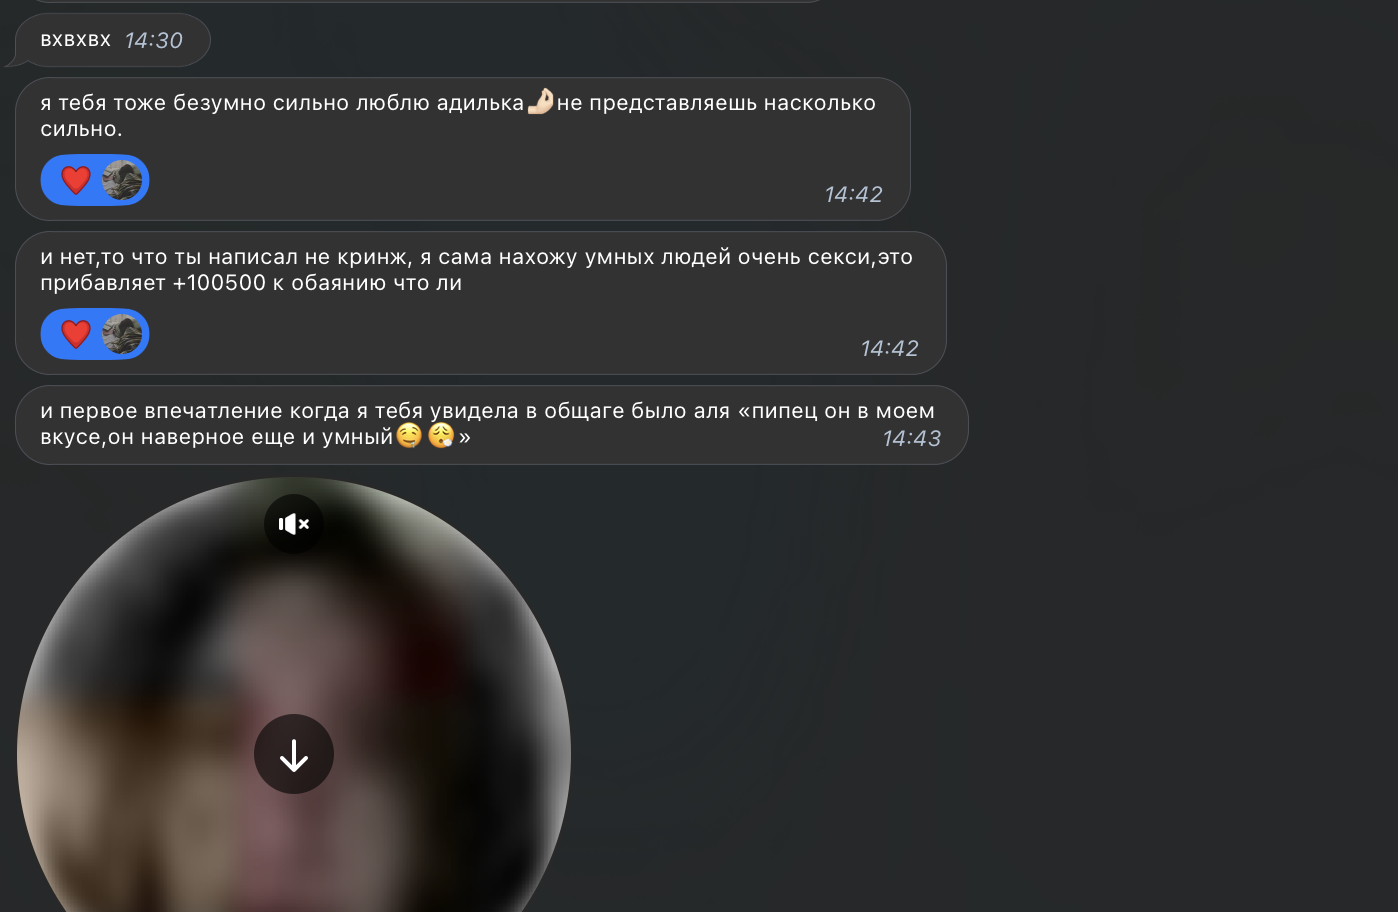 вхвхвх 14:30
я тебя тоже безумно сильно люблю адилька🤌🏻не представляешь насколько
сильно.
❤️
14:42
и нет,то что ты написал не кринж, я сама нахожу умных людей очень секси,это
прибавляет +100500 к обаянию что ли
❤️
14:42
и первое впечатление когда я тебя увидела в общаге было аля «пипец он в моем
вкусе,он наверное еще и умный🤤😮‍💨»
14:43